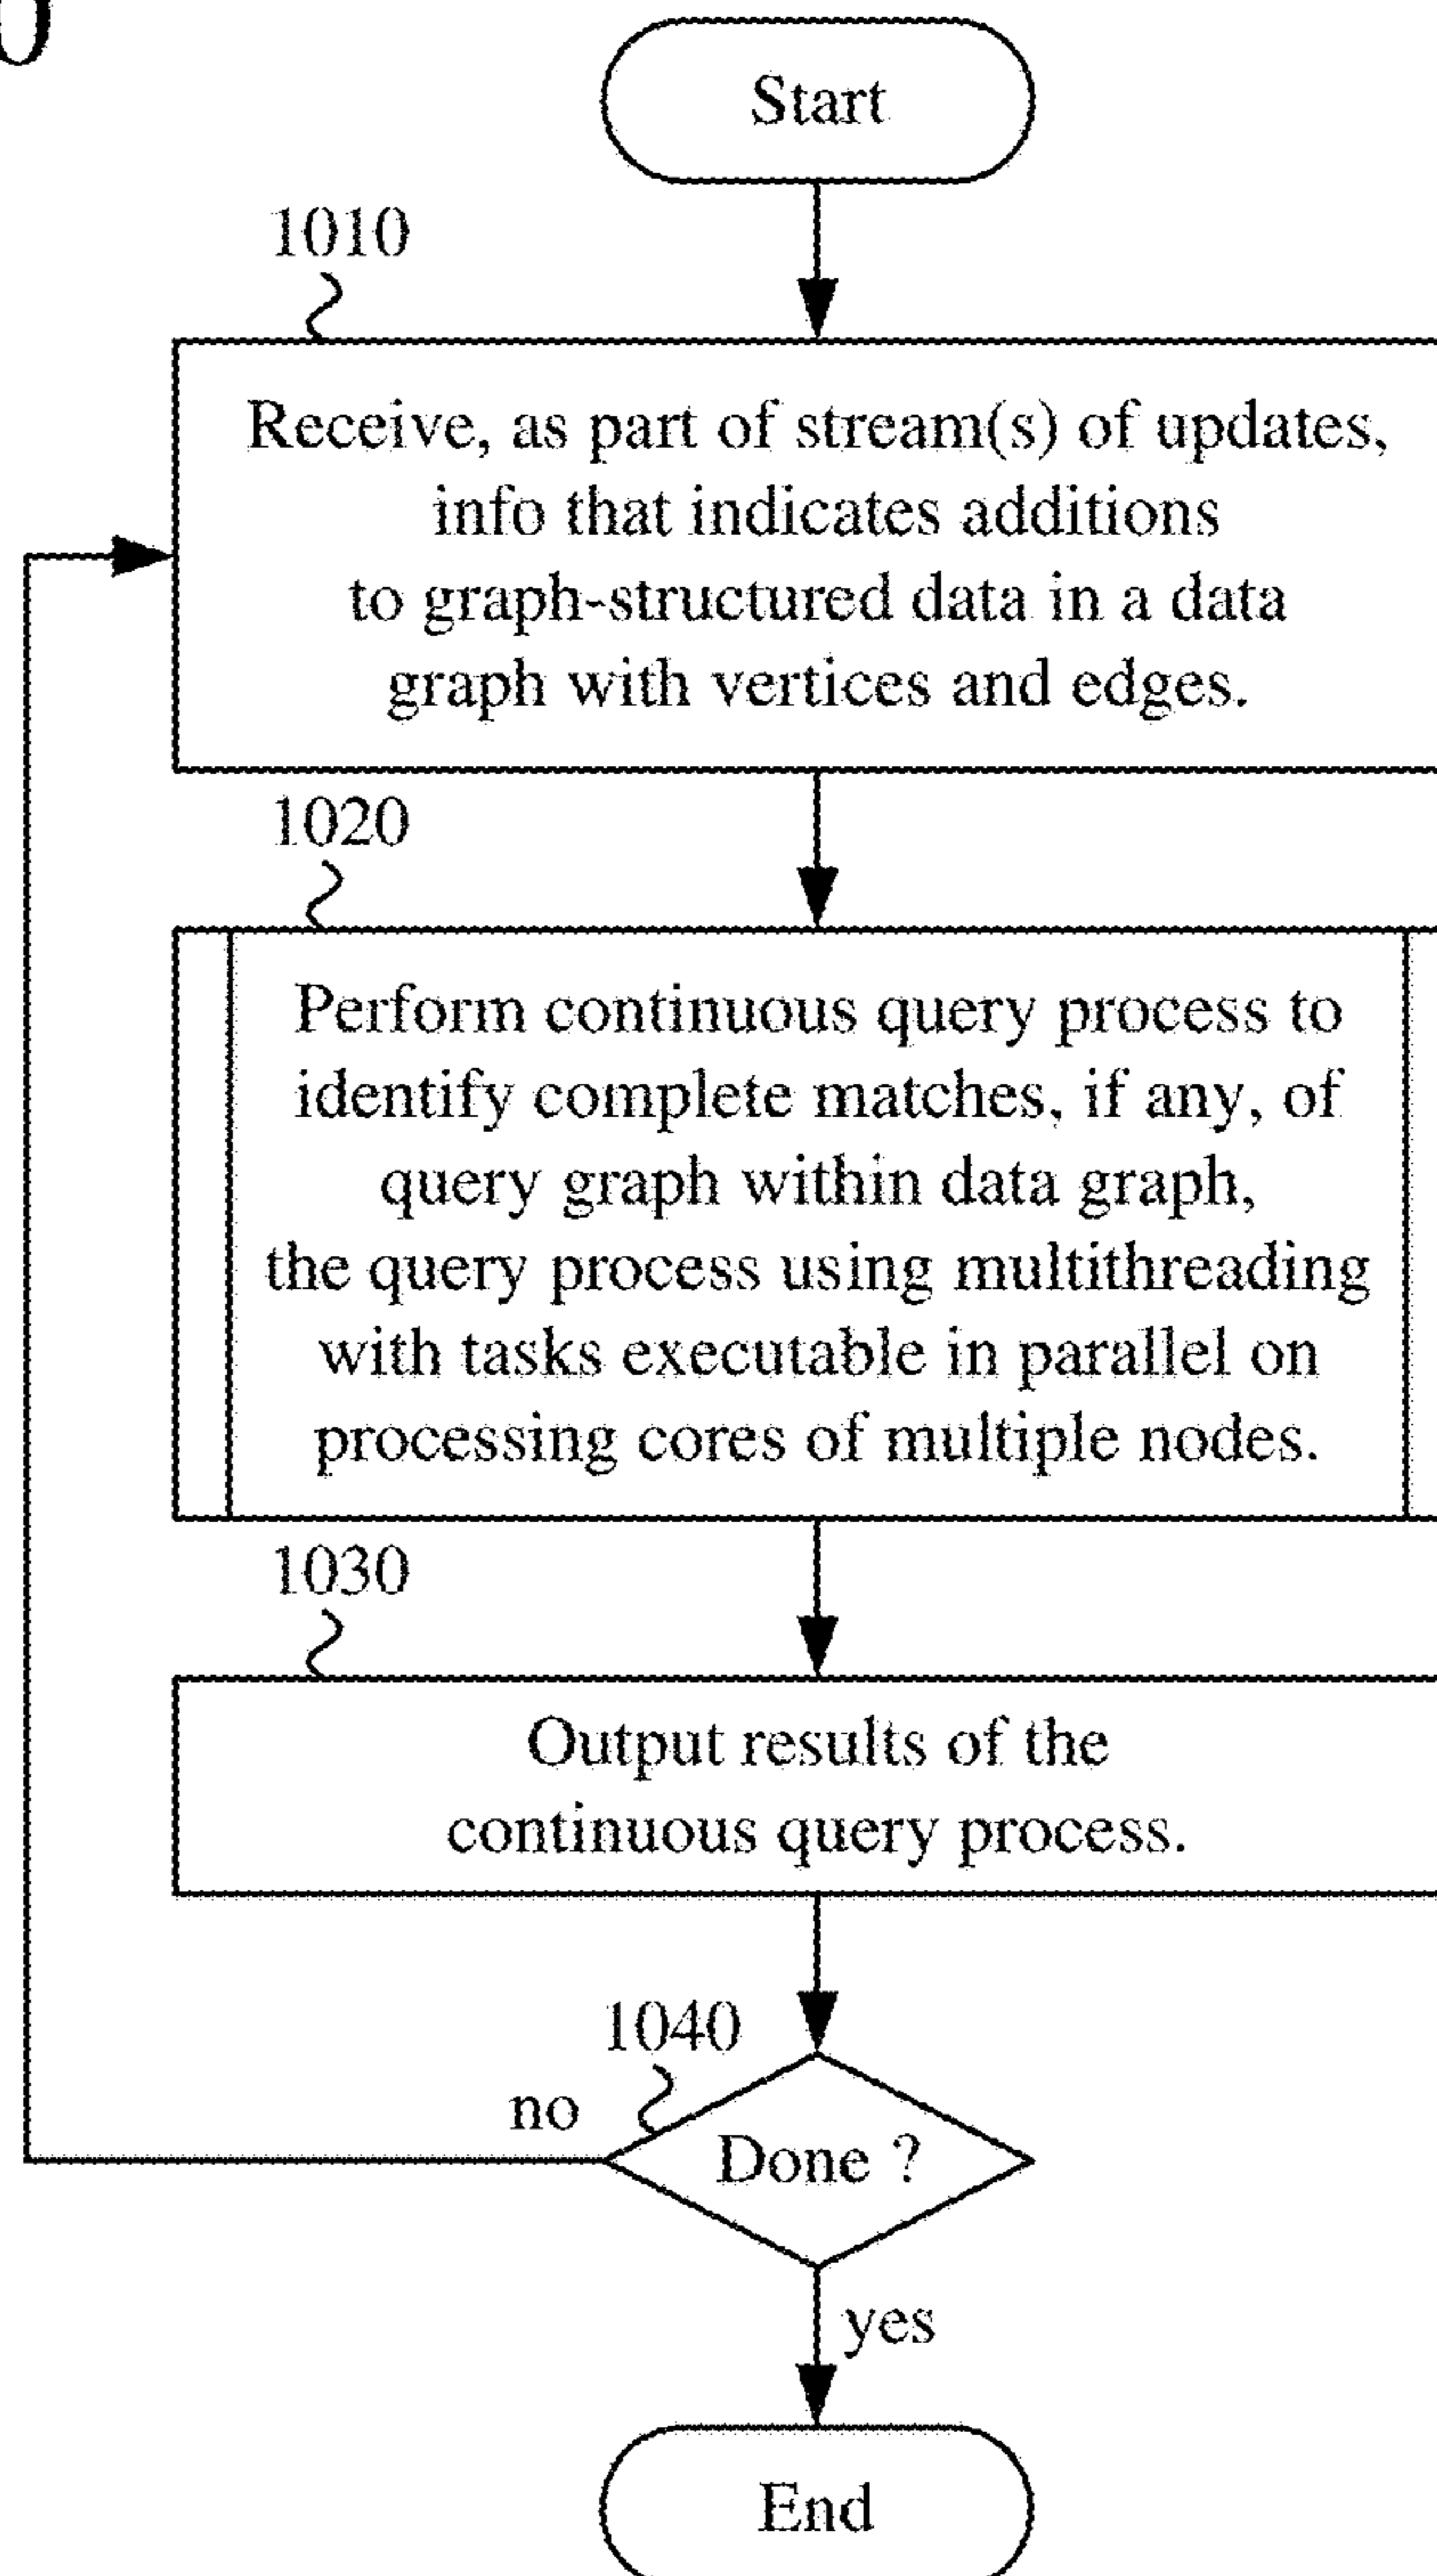 0
Start
1010
Receive, as part of stream(s) of updates,
info that indicates additions
to graph-structured data in a data
graph with vertices and edges.
1020
Perform continuous query process to
identify complete matches, if any, of
query graph within data graph,
the query process using multithreading
with tasks executable in parallel on
processing cores of multiple nodes.
1030
Output results of the
continuous query process.
1040
no
Done ?
yes
End